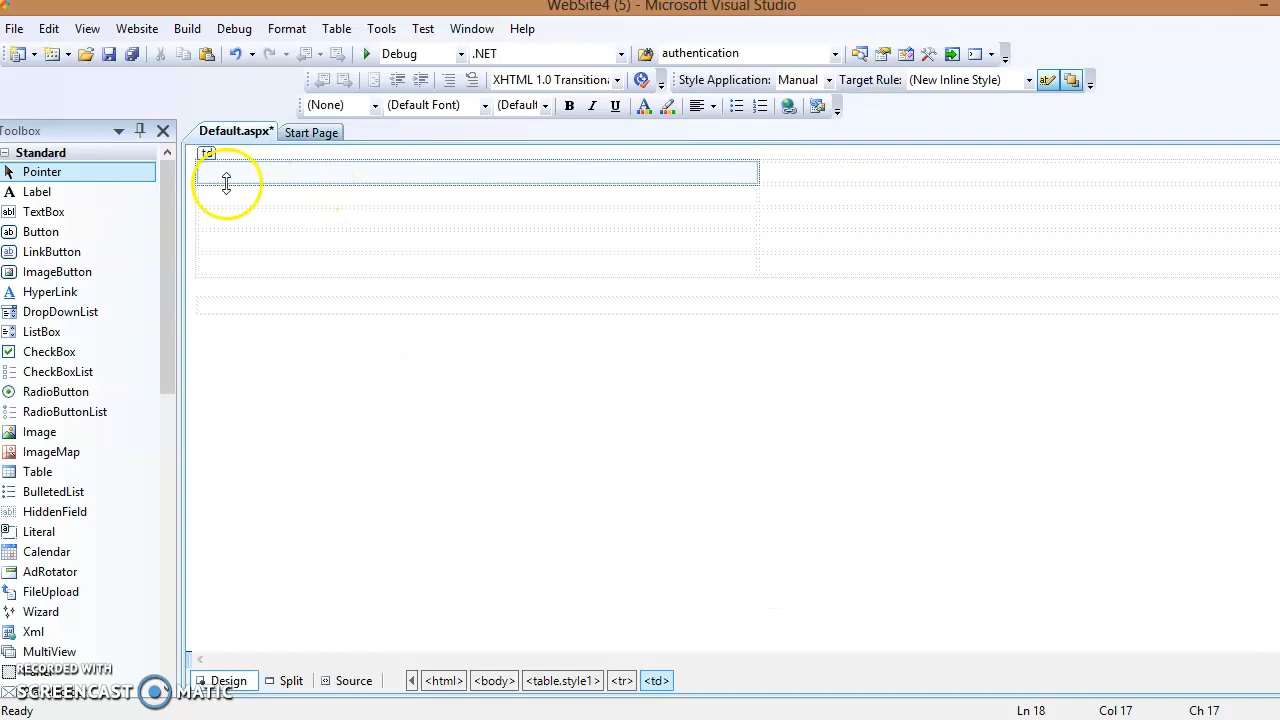 WebSite4 (5) - Microsoft Visual Studio
File Edit View Website Build Debug Format Table Tools Test Window Help
Debug .NET authentication
XHTML 1.0 Transition Style Application: Manual Target Rule: (New Inline Style)
(None) (Default Font) (Default B I U A
Toolbox Default.aspx* Start Page
Standard td
Pointer
A Label
abl TextBox
ab Button
ab LinkButton
ImageButton
A HyperLink
DropDownList
ListBox
CheckBox
CheckBoxList
RadioButton
RadioButtonList
Image
ImageMap
Table
BulletedList
HiddenField
Literal
Calendar
AdRotator
FileUpload
Wizard
Xml
MultiView
RECORDED WITH
SCREENCAST MATIC
Design Split Source <html> <body> <table.style1> <tr> <td>
Ready Ln 18 Col 17 Ch 17